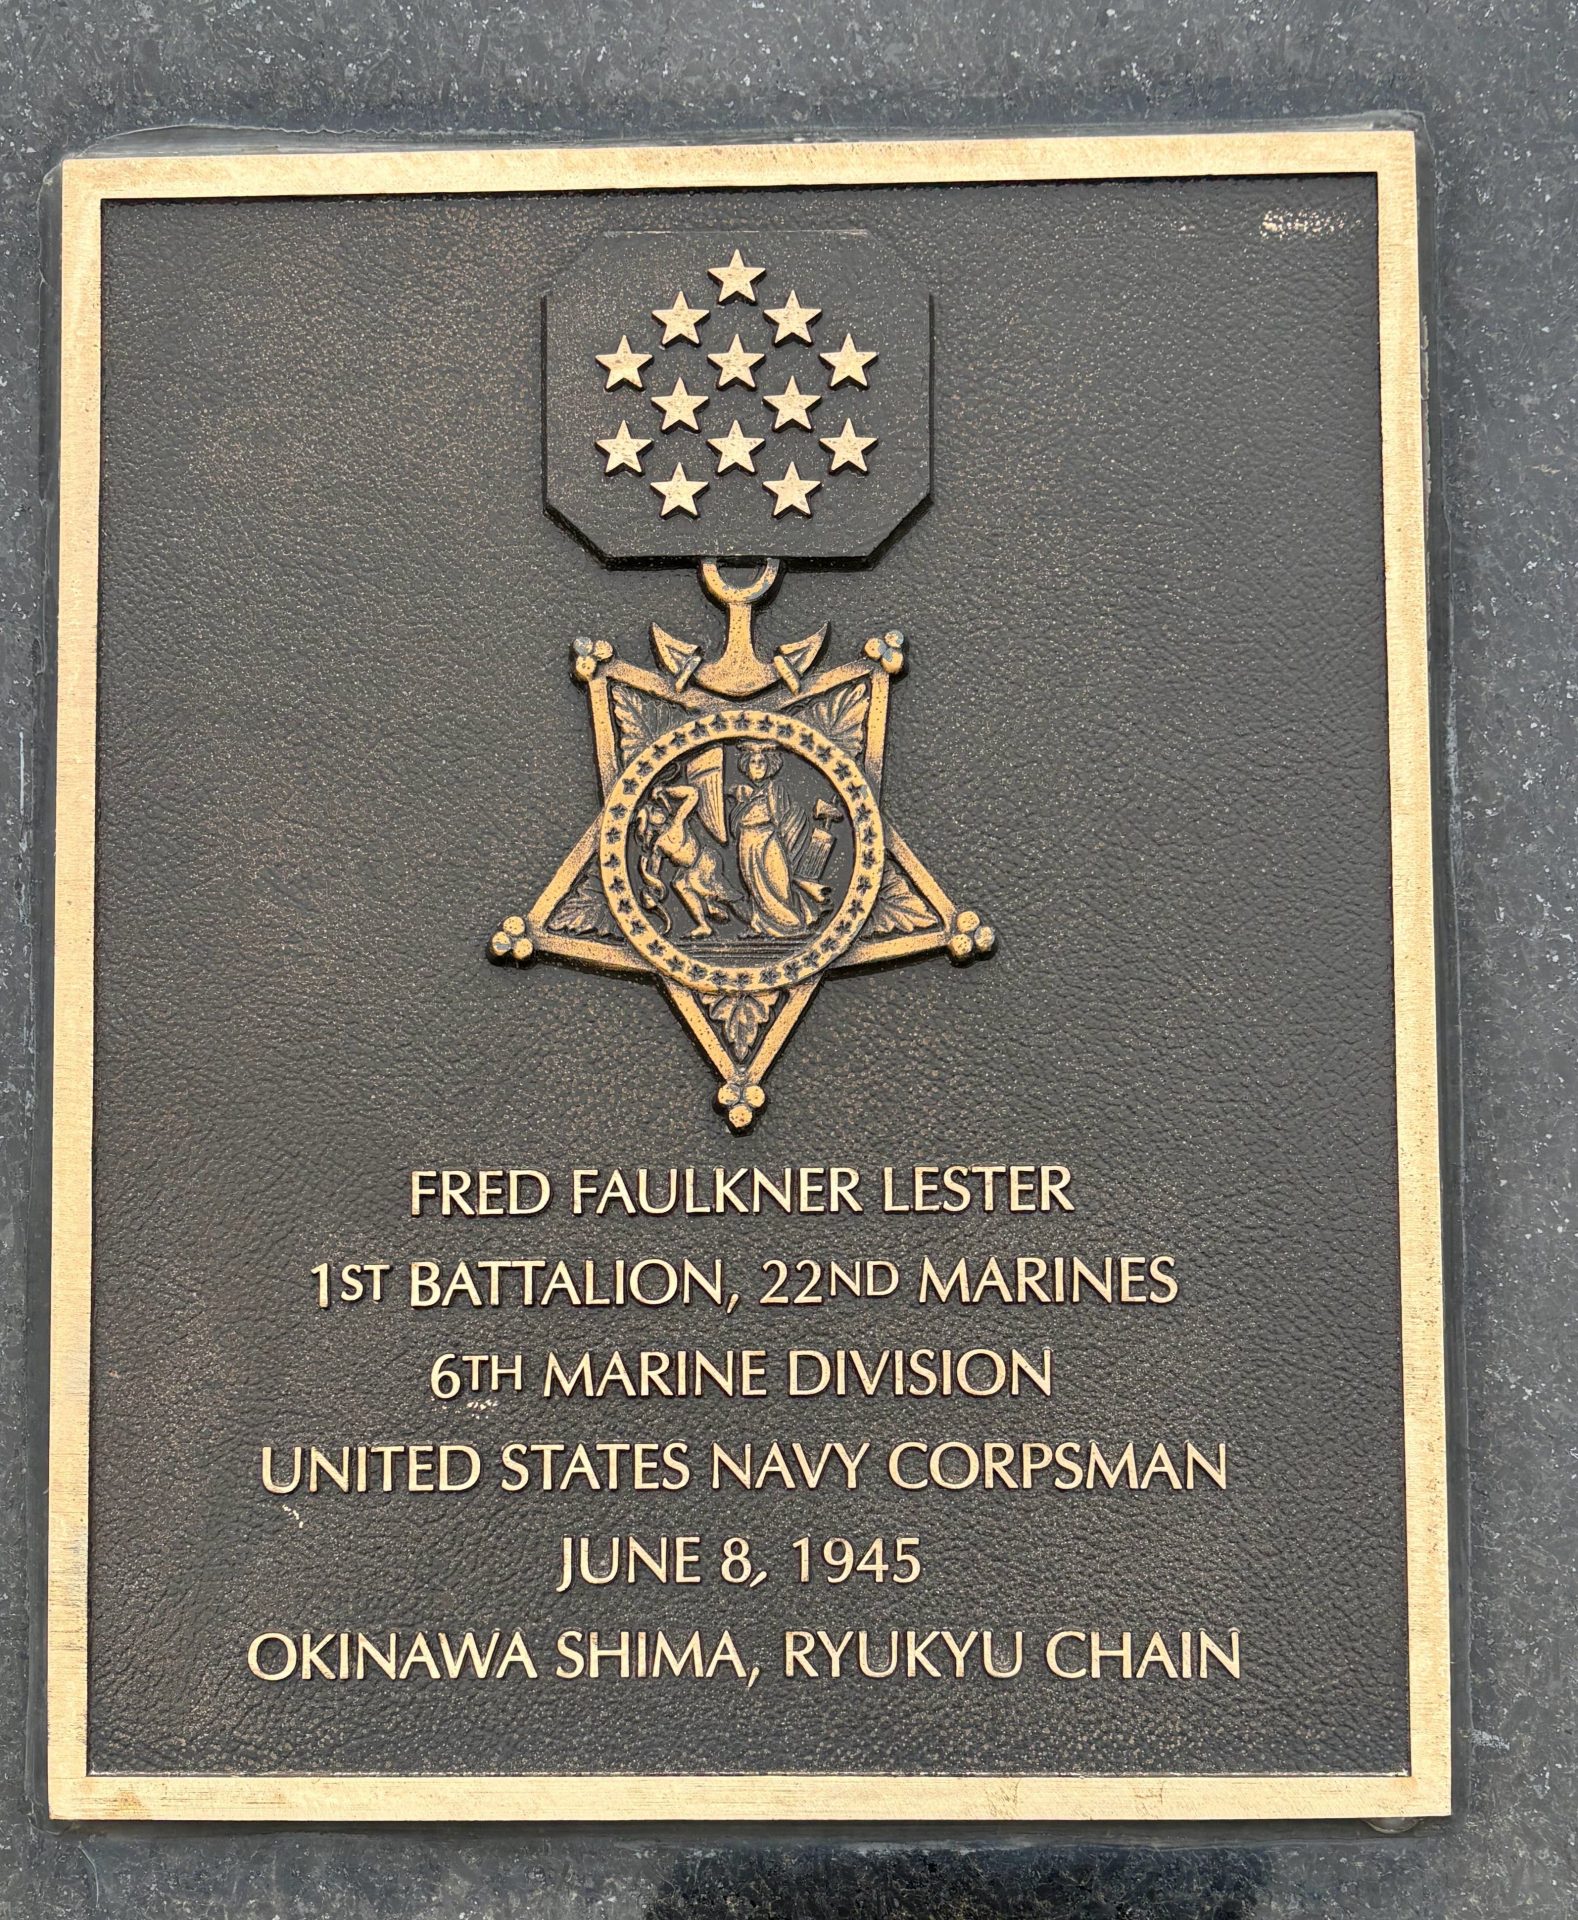 FRED FAULKNER LESTER
1ST BATTALION, 22ND MARINES
6TH MARINE DIVISION
UNITED STATES NAVY CORPSMAN
JUNE 8, 1945
OKINAWA SHIMA, RYUKYU CHAIN